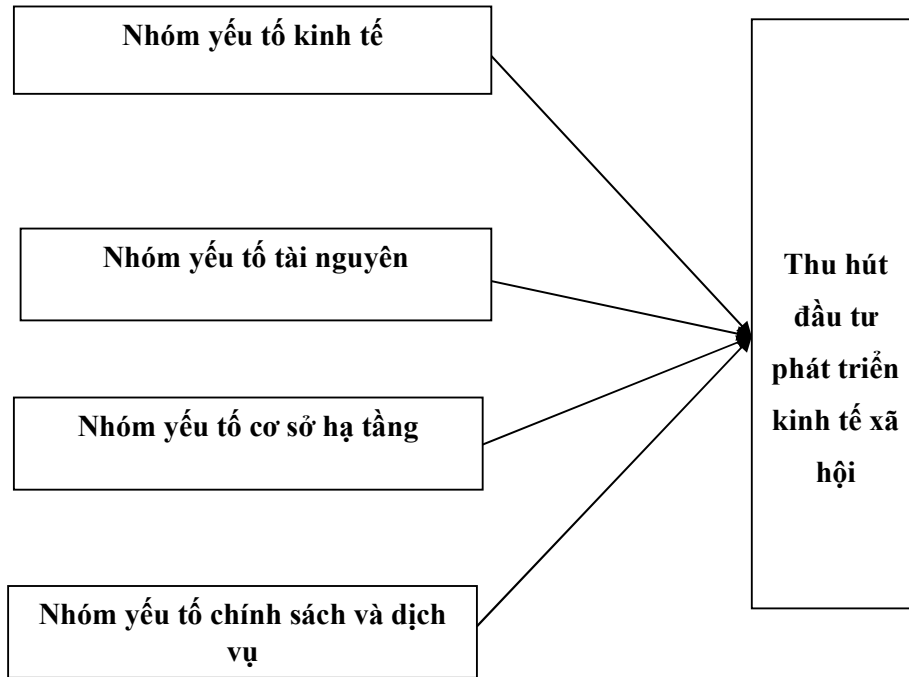 Nhóm yếu tố kinh tế
Nhóm yếu tố tài nguyên
Nhóm yếu tố cơ sở hạ tầng
Nhóm yếu tố chính sách và dịch
vụ
Thu hút
đầu tư
phát triển
kinh tế xã
hội